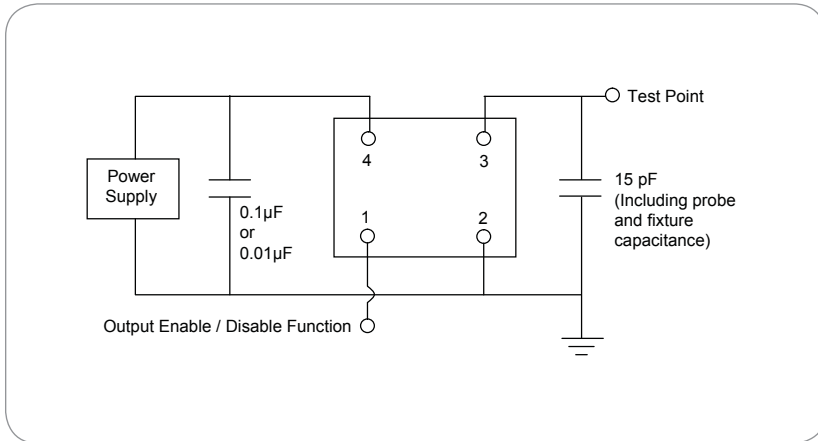 Test Point
4
3
Power
Supply
0.1µF
or
0.01µF
1
2
15 pF
(Including probe
and fixture
capacitance)
Output Enable / Disable Function